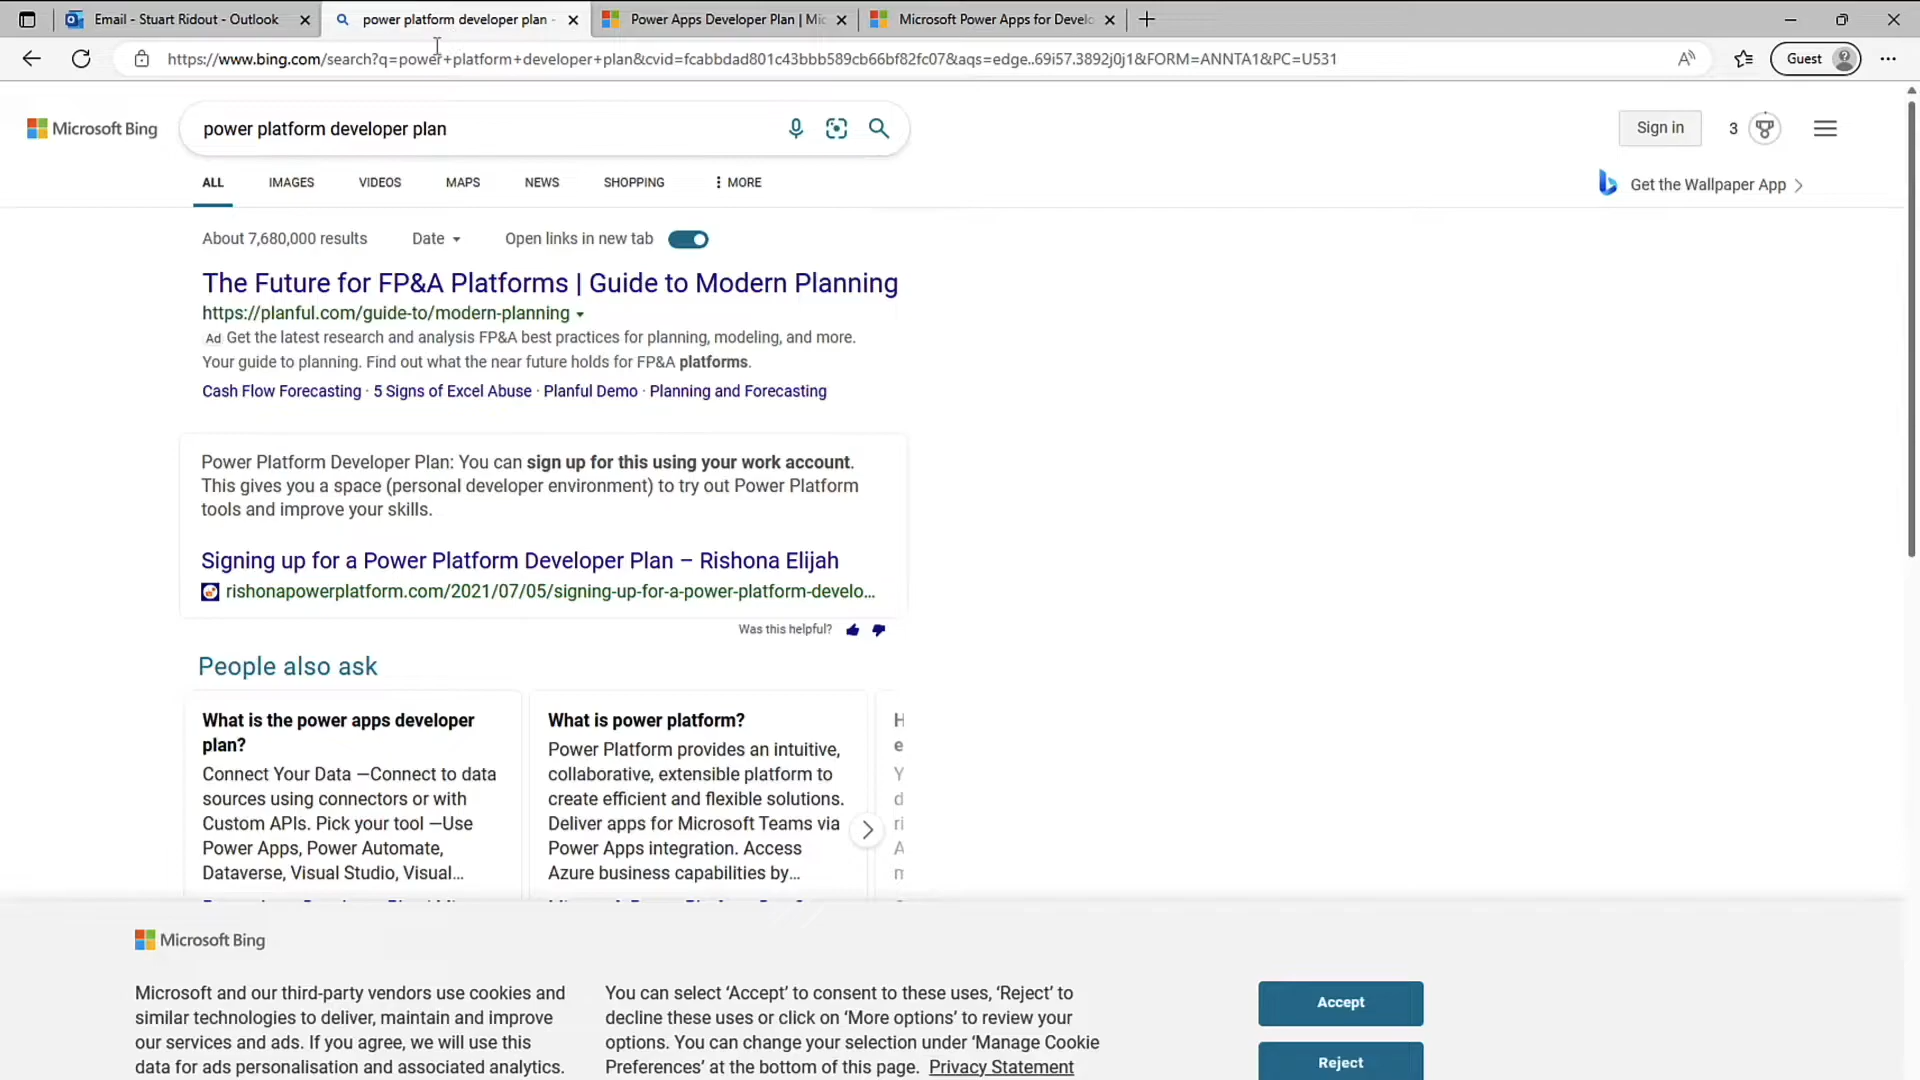 Email - Stuart Ridout - Outlook
power platform developer plan -
Power Apps Developer Plan | Mic
Microsoft Power Apps for Develo
https://www.bing.com/search?q=power+platform+developer+plan&cvid=fcabbdad801c43bbb589cb66bf82fc07&aqs=edge..69i57.3892j0j1&FORM=ANNTA1&PC=U531
Guest
Microsoft Bing
power platform developer plan
Sign in
3
ALL
IMAGES
VIDEOS
MAPS
NEWS
SHOPPING
MORE
Get the Wallpaper App
About 7,680,000 results
Date
Open links in new tab
The Future for FP&A Platforms | Guide to Modern Planning
https://planful.com/guide-to/modern-planning
Ad Get the latest research and analysis FP&A best practices for planning, modeling, and more.
Your guide to planning. Find out what the near future holds for FP&A platforms.
Cash Flow Forecasting · 5 Signs of Excel Abuse · Planful Demo · Planning and Forecasting
Power Platform Developer Plan: You can sign up for this using your work account.
This gives you a space (personal developer environment) to try out Power Platform
tools and improve your skills.
Signing up for a Power Platform Developer Plan – Rishona Elijah
rishonapowerplatform.com/2021/07/05/signing-up-for-a-power-platform-develo...
Was this helpful?
People also ask
What is the power apps developer
plan?
Connect Your Data —Connect to data
sources using connectors or with
Custom APIs. Pick your tool —Use
Power Apps, Power Automate,
Dataverse, Visual Studio, Visual...
What is power platform?
Power Platform provides an intuitive,
collaborative, extensible platform to
create efficient and flexible solutions.
Deliver apps for Microsoft Teams via
Power Apps integration. Access
Azure business capabilities by...
Microsoft Bing
Microsoft and our third-party vendors use cookies and
similar technologies to deliver, maintain and improve
our services and ads. If you agree, we will use this
data for ads personalisation and associated analytics.
You can select ‘Accept’ to consent to these uses, ‘Reject’ to
decline these uses or click on ‘More options’ to review your
options. You can change your selection under ‘Manage Cookie
Preferences’ at the bottom of this page. Privacy Statement
Accept
Reject